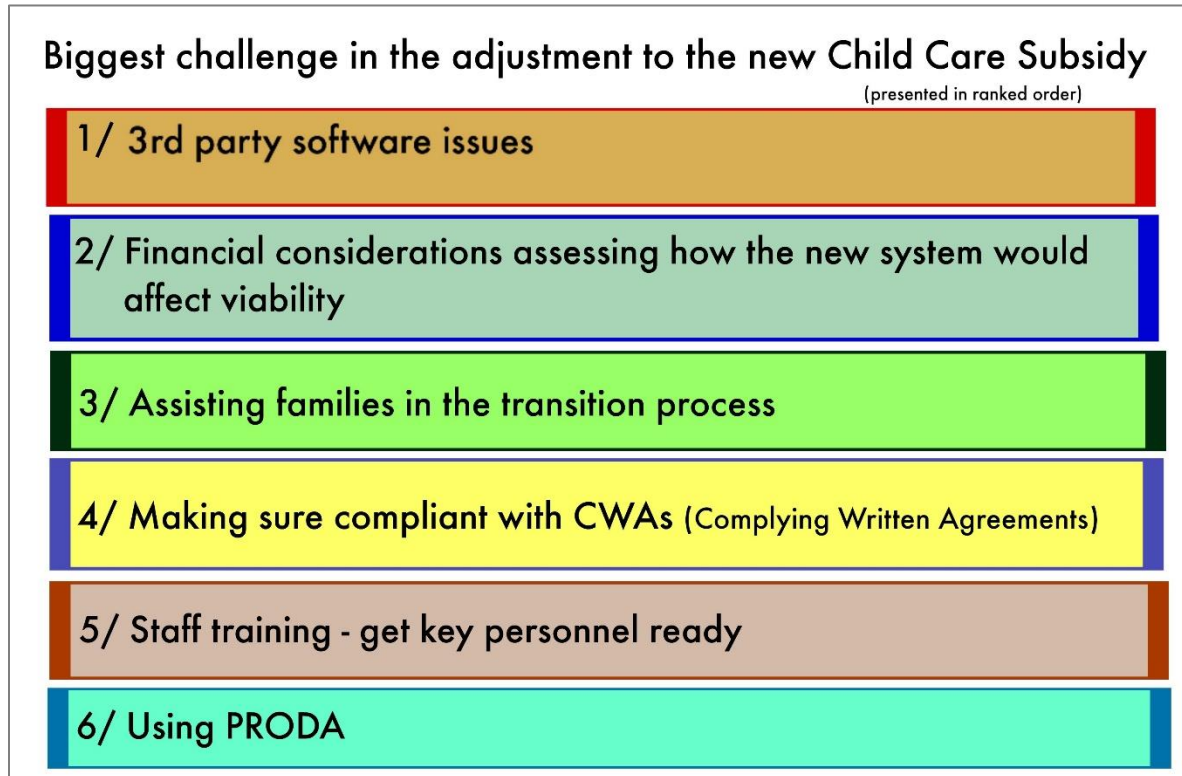 Biggest challenge in the adjustment to the new Child Care Subsidy
(presented in ranked order)
1/ 3rd party software issues
2/ Financial considerations assessing how the new system would
affect viability
3/ Assisting families in the transition process
4/ Making sure compliant with CWAs (Complying Written Agreements)
5/ Staff training - get key personnel ready
6/ Using PRODA